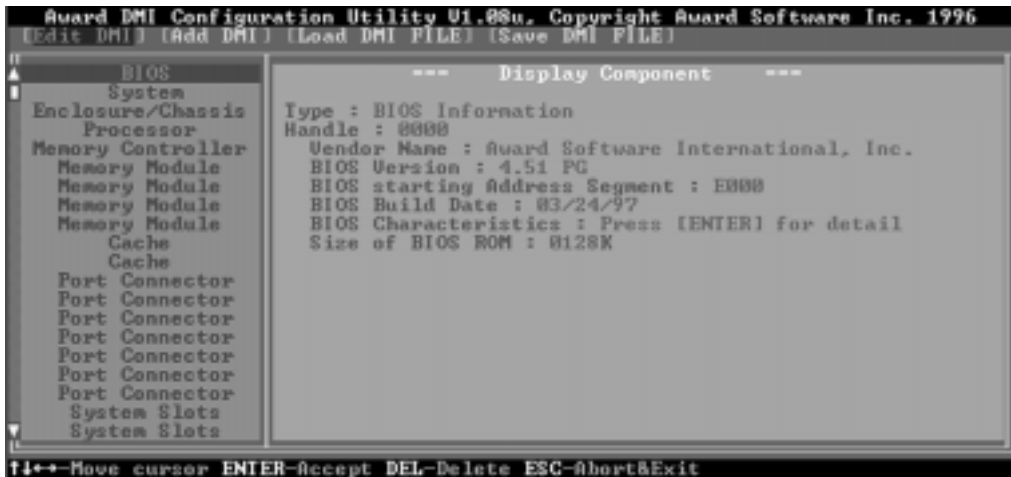 Award DMI Configuration Utility V1.08u, Copyright Award Software Inc. 1996
[Edit DMI] [Add DMI] [Load DMI FILE] [Save DMI FILE]
BIOS
System
Enclosure/Chassis
Processor
Memory Controller
Memory Module
Memory Module
Memory Module
Memory Module
Cache
Cache
Port Connector
Port Connector
Port Connector
Port Connector
Port Connector
Port Connector
Port Connector
System Slots
System Slots
--- Display Component ---
Type : BIOS Information
Handle : 0000
Vendor Name : Award Software International, Inc.
BIOS Version : 4.51 PG
BIOS starting Address Segment : E000
BIOS Build Date : 03/24/97
BIOS Characteristics : Press [ENTER] for detail
Size of BIOS ROM : 0128K
↑↓←→-Move cursor ENTER-Accept DEL-Delete ESC-Abort&Exit